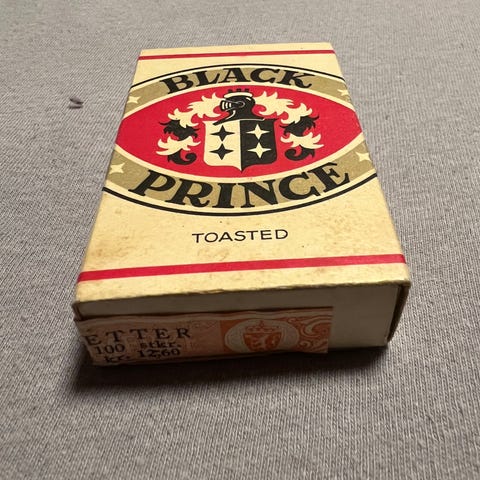 BLACK
PRINCE
TOASTED
ETTER
100 stkr.
kr. 12,60